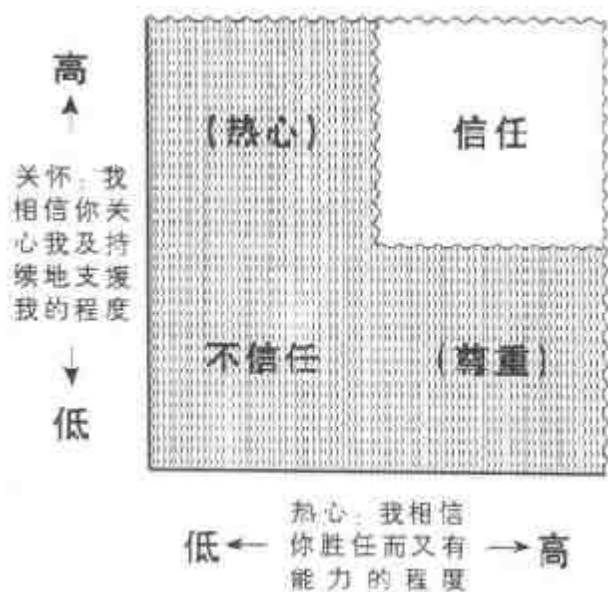 高
(热心)
信任
关怀：我
相信你关
心我及持
续地支援
我的程度
不信任
(尊重)
低
热心：我相信
低
你胜任而又有
高
能力的程度